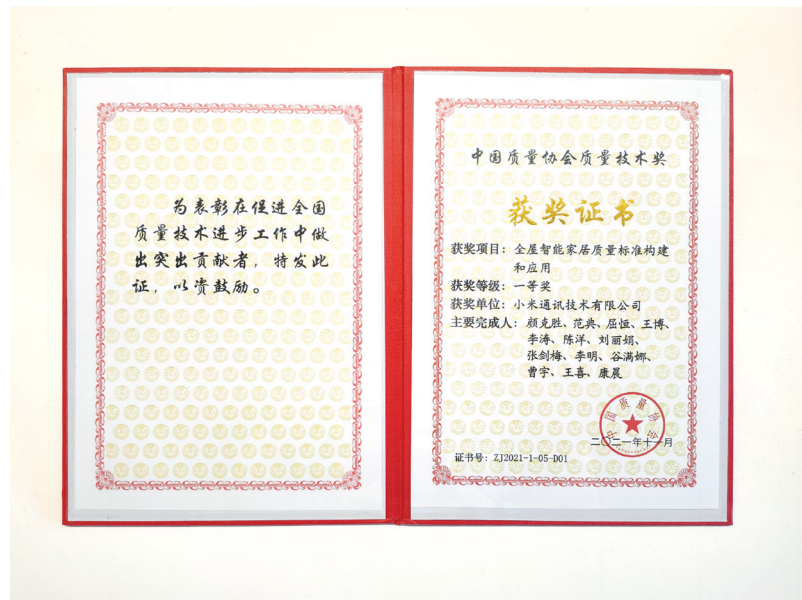 为表彰在促进全国
质量技术进步工作中做
出突出贡献者，特发此
证，以资鼓励。
中国质量协会质量技术奖
获奖证书
获奖项目：全屋智能家居质量标准构建
和应用
获奖等级：一等奖
获奖单位：小米通讯技术有限公司
主要完成人：颜克胜、范典、屈恒、王博、
李涛、陈洋、刘丽娟、
张剑梅、李明、谷满娜、
曹宇、王喜、康晨
中国质量协会
二〇二一年十一月
证书号：ZJ2021-1-05-D01